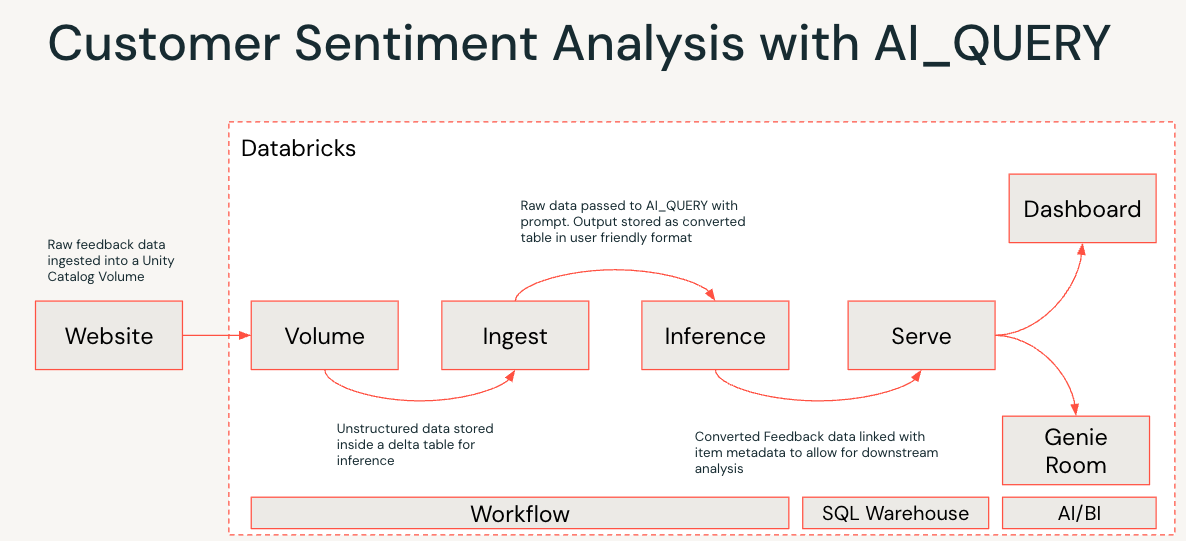 Customer Sentiment Analysis with AI_QUERY
Databricks
Raw feedback data
ingested into a Unity
Catalog Volume
Website
Volume
Unstructured data stored
inside a delta table for
inference
Ingest
Raw data passed to AI_QUERY with
prompt. Output stored as converted
table in user friendly format
Inference
Converted Feedback data linked with
item metadata to allow for downstream
analysis
Serve
Dashboard
Genie
Room
Workflow
SQL Warehouse
AI/BI